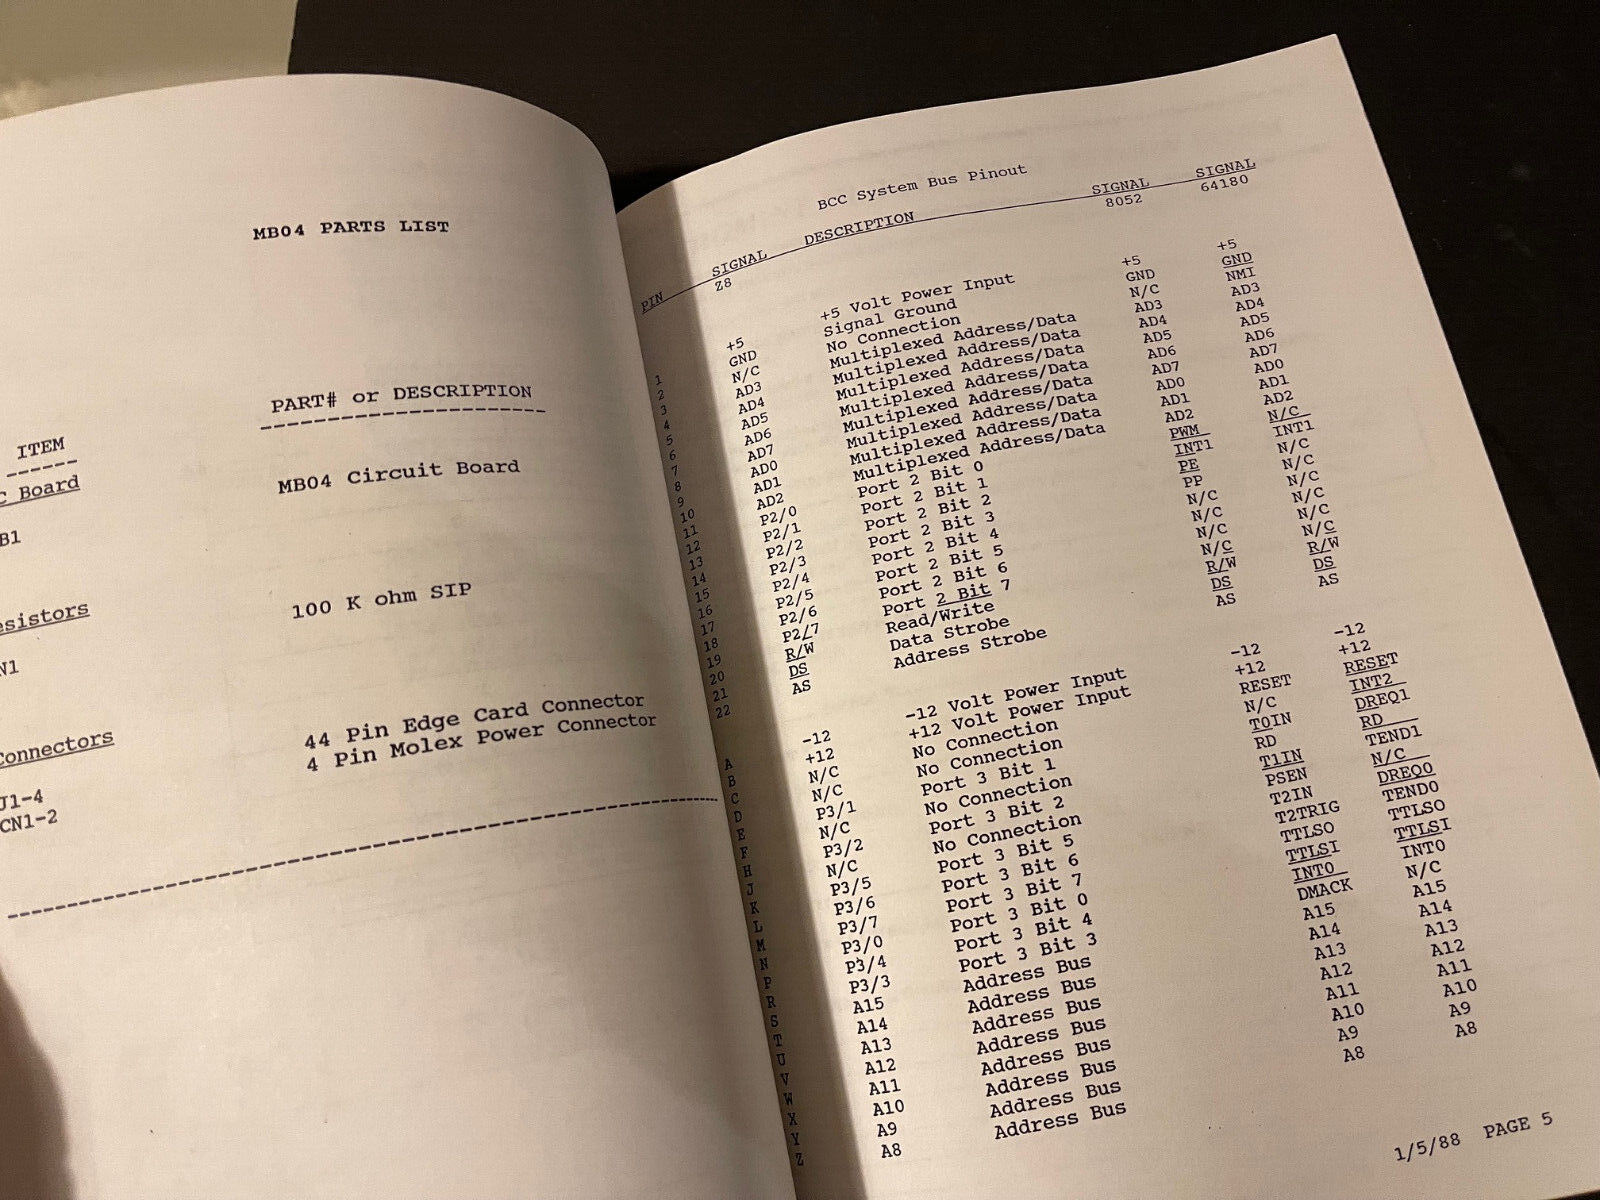 MB04 PARTS LIST
ITEM PART# or DESCRIPTION
C Board
B1 MB04 Circuit Board
esistors
N1 100 K ohm SIP
Connectors
J1-4 44 Pin Edge Card Connector
CN1-2 4 Pin Molex Power Connector
BCC System Bus Pinout
PIN SIGNAL DESCRIPTION SIGNAL SIGNAL
Z8 8052 64180
1 +5 +5 Volt Power Input +5 +5
2 GND Signal Ground GND GND
3 N/C No Connection N/C NMI
4 AD3 Multiplexed Address/Data AD3 AD3
5 AD4 Multiplexed Address/Data AD4 AD4
6 AD5 Multiplexed Address/Data AD5 AD5
7 AD6 Multiplexed Address/Data AD6 AD6
8 AD7 Multiplexed Address/Data AD7 AD7
9 AD0 Multiplexed Address/Data AD0 AD0
10 AD1 Multiplexed Address/Data AD1 AD1
11 AD2 Multiplexed Address/Data AD2 AD2
12 P2/0 Port 2 Bit 0 PWM N/C
13 P2/1 Port 2 Bit 1 INT1 INT1
14 P2/2 Port 2 Bit 2 PE N/C
15 P2/3 Port 2 Bit 3 PP N/C
16 P2/4 Port 2 Bit 4 N/C N/C
17 P2/5 Port 2 Bit 5 N/C N/C
18 P2/6 Port 2 Bit 6 N/C N/C
19 P2/7 Port 2 Bit 7 N/C N/C
20 R/W Read/Write R/W R/W
21 DS Data Strobe DS DS
22 AS Address Strobe AS AS
A -12 -12 Volt Power Input -12 -12
B +12 +12 Volt Power Input +12 +12
C N/C No Connection RESET RESET
D N/C No Connection N/C INT2
E P3/1 Port 3 Bit 1 T0IN DREQ1
F N/C No Connection RD RD
H P3/2 Port 3 Bit 2 T1IN TEND1
J N/C No Connection PSEN N/C
K P3/5 Port 3 Bit 5 T2IN DREQ0
L P3/6 Port 3 Bit 6 T2TRIG TEND0
M P3/7 Port 3 Bit 7 TTLSO TTLSO
N P3/0 Port 3 Bit 0 TTLSI TTLSI
P P3/4 Port 3 Bit 4 INT0 INT0
R P3/3 Port 3 Bit 3 DMACK N/C
S A15 Address Bus A15 A15
T A14 Address Bus A14 A14
U A13 Address Bus A13 A13
V A12 Address Bus A12 A12
W A11 Address Bus A11 A11
X A10 Address Bus A10 A10
Y A9 Address Bus A9 A9
Z A8 Address Bus A8 A8
1/5/88 PAGE 5